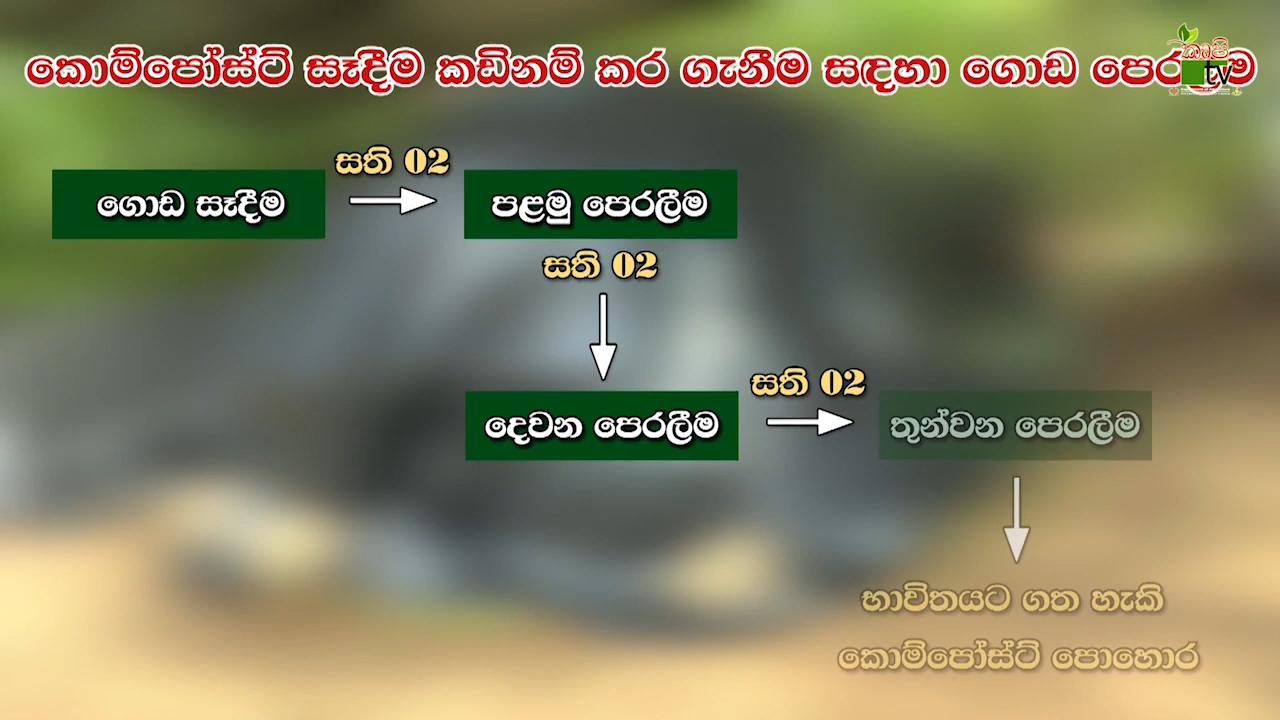 කොම්පෝස්ට් සෑදීම කඩිනම් කර ගැනීම සඳහා ගොඩ පෙරලීම
කෘෂි
tv
සති 02
ගොඩ සෑදීම
පළමු පෙරලීම
සති 02
සති 02
දෙවන පෙරලීම
තුන්වන පෙරලීම
භාවිතයට ගත හැකි
කොම්පෝස්ට් පොහොර